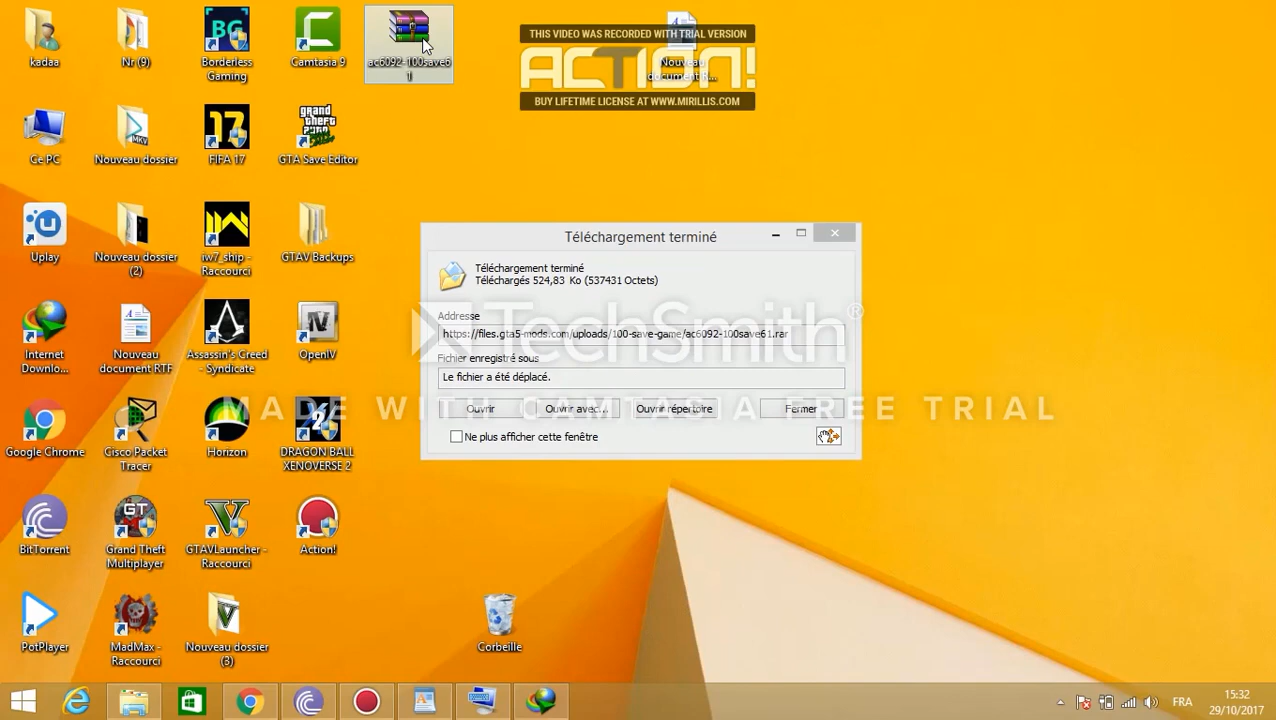 kadaa
Nr (9)
Borderless
Gaming
Camtasia 9
ac6092-100save6
1
Nouveau
document R...
THIS VIDEO WAS RECORDED WITH TRIAL VERSION
ACTION!
BUY LIFETIME LICENSE AT WWW.MIRILLIS.COM
Ce PC
Nouveau dossier
FIFA 17
GTA Save Editor
Uplay
Nouveau dossier
(2)
iw7_ship -
Raccourci
GTAV Backups
Internet
Downlo...
Nouveau
document RTF
Assassin's Creed
- Syndicate
OpenIV
Google Chrome
Cisco Packet
Tracer
Horizon
DRAGON BALL
XENOVERSE 2
BitTorrent
Grand Theft
Multiplayer
GTAVLauncher -
Raccourci
Action!
PotPlayer
MadMax -
Raccourci
Nouveau dossier
(3)
Corbeille
Téléchargement terminé
Téléchargement terminé
Téléchargés 524,83 Ko (537431 Octets)
Addresse
https://files.gta5-mods.com/uploads/100-save-game/ac6092-100save61.rar
Fichier enregistré sous
Le fichier a été déplacé.
Ouvrir
Ouvrir avec...
Ouvrir répertoire
Fermer
Ne plus afficher cette fenêtre
TechSmith®
MADE WITH CAMTASIA FREE TRIAL
FRA
15:32
29/10/2017